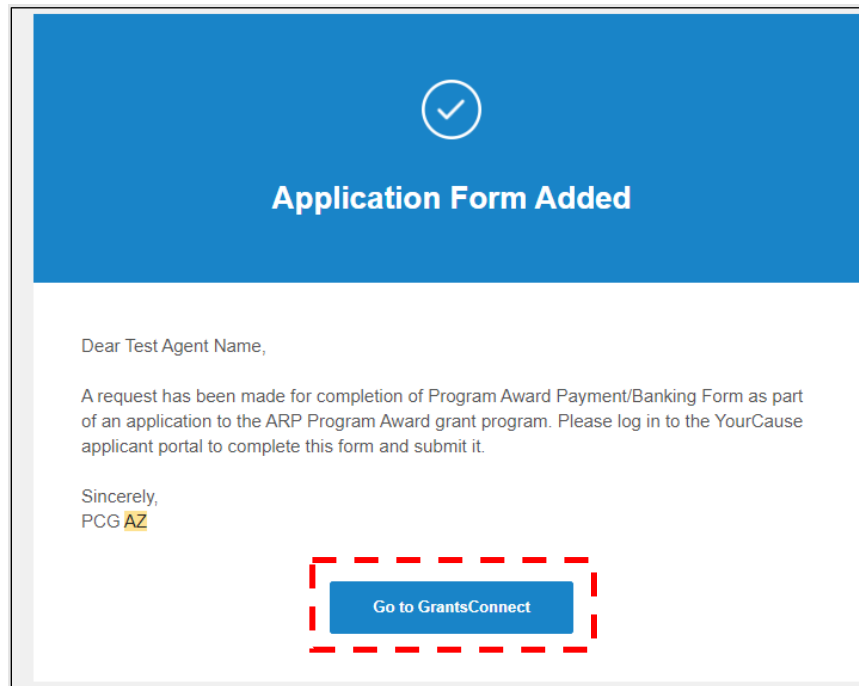 Application Form Added
Dear Test Agent Name,
A request has been made for completion of Program Award Payment/Banking Form as part
of an application to the ARP Program Award grant program. Please log in to the YourCause
applicant portal to complete this form and submit it.
Sincerely,
PCG AZ
Go to GrantsConnect